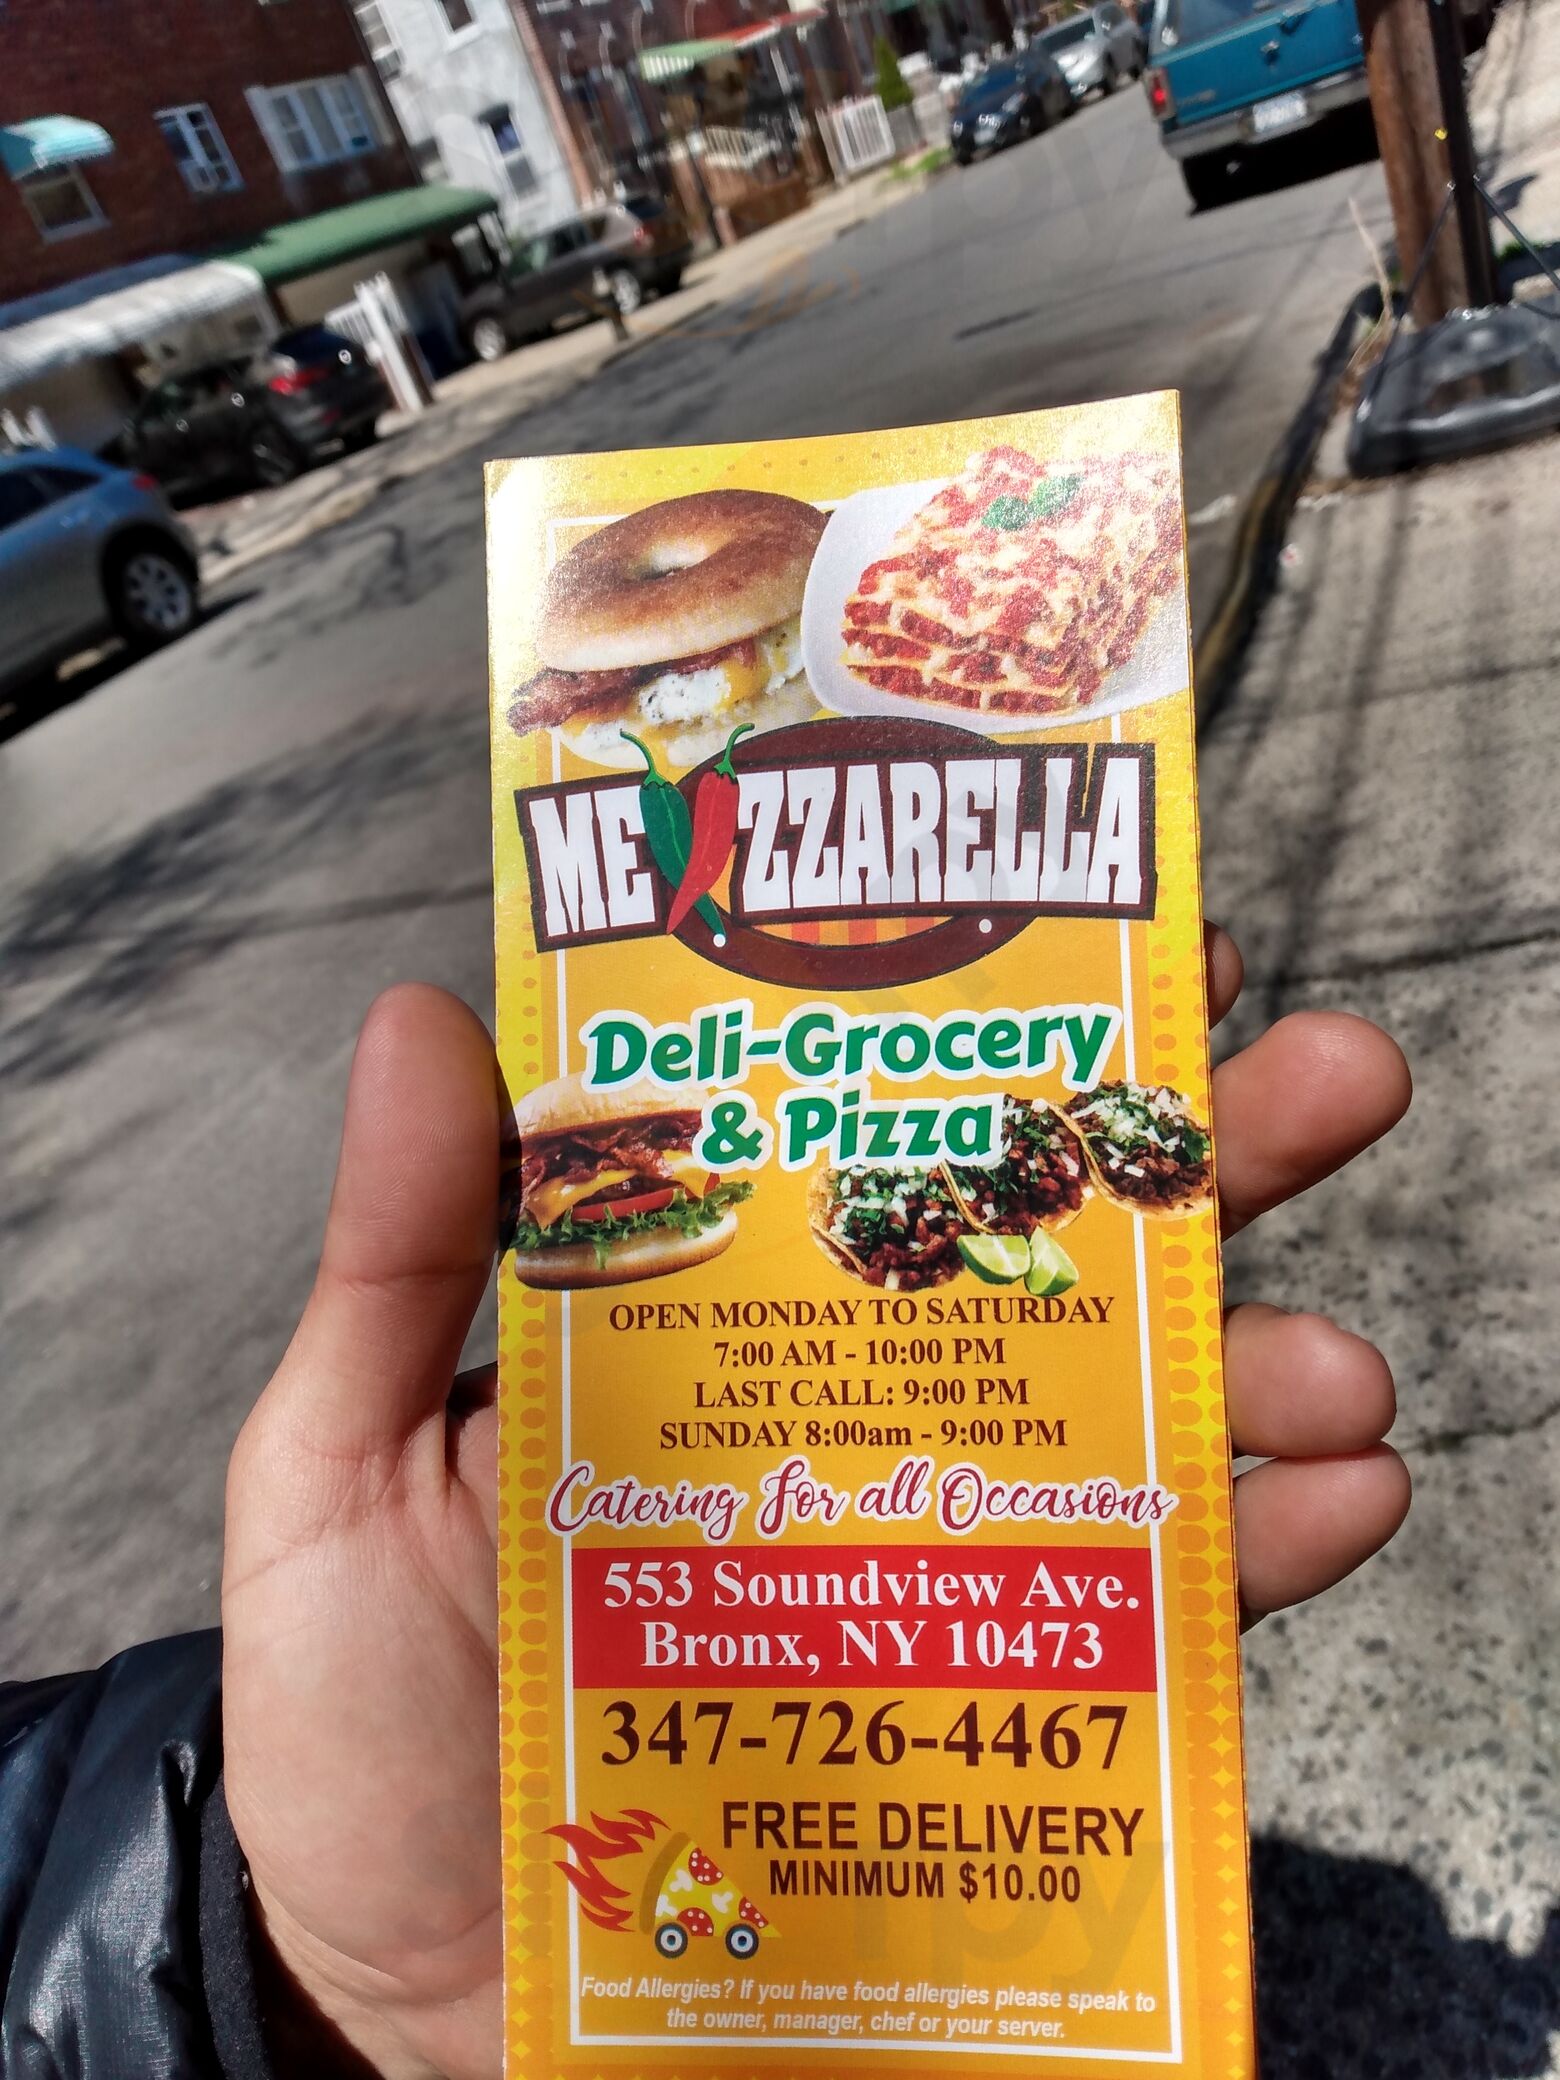 MEXZZARELLA
Deli-Grocery
& Pizza
OPEN MONDAY TO SATURDAY
7:00 AM - 10:00 PM
LAST CALL: 9:00 PM
SUNDAY 8:00am - 9:00 PM
Catering For all Occasions
553 Soundview Ave.
Bronx, NY 10473
347-726-4467
FREE DELIVERY
MINIMUM $10.00
Food Allergies? If you have food allergies please speak to
the owner, manager, chef or your server.